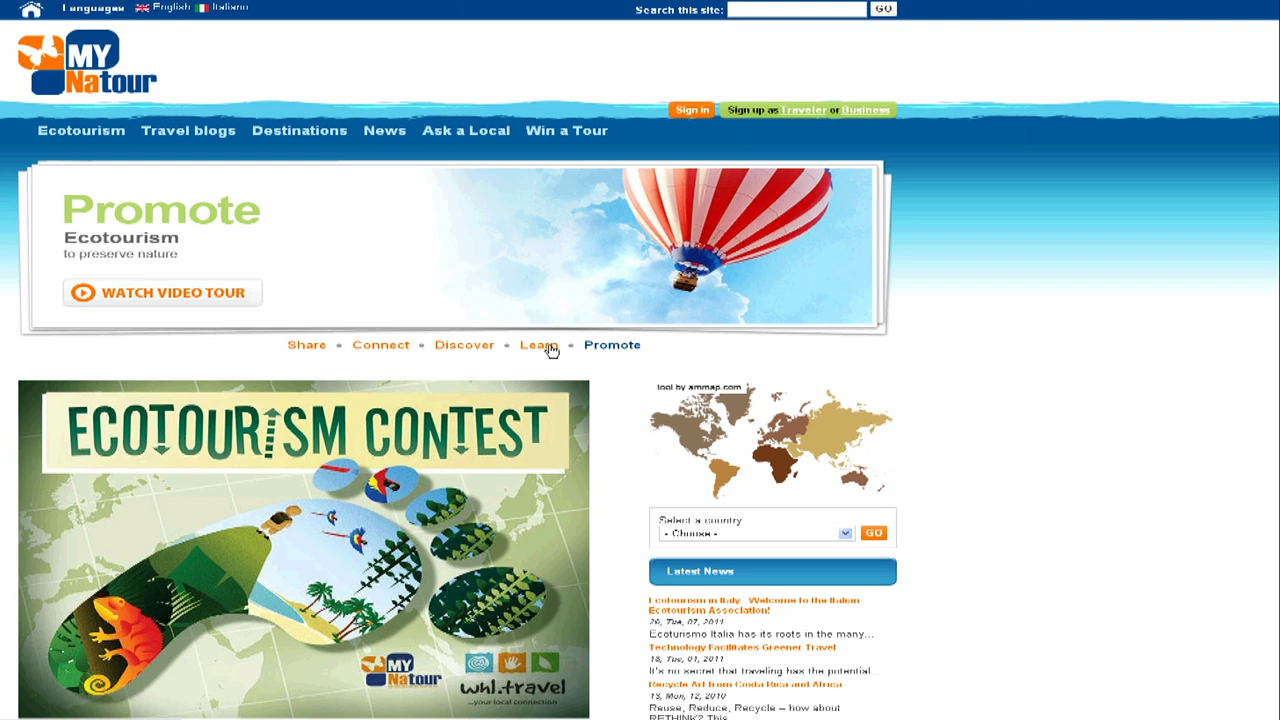 Languages English Italiano Search this site: GO
MY
Natour
Sign in Sign up as Traveler or Business
Ecotourism Travel blogs Destinations News Ask a Local Win a Tour
Promote
Ecotourism
to preserve nature
WATCH VIDEO TOUR
Share • Connect • Discover • Learn • Promote
ECOTOURISM CONTEST
MY
Natour
whl.travel
...your local connection
tool by ammap.com
Select a country
- Choose - GO
Latest News
Ecotourism in Italy - Welcome to the Italian
Ecotourism Association!
26, Tue, 07, 2011
Ecoturismo Italia has its roots in the many...
Technology Facilitates Greener Travel
18, Tue, 01, 2011
It's no secret that traveling has the potential...
Recycle Art from Costa Rica and Africa
13, Mon, 12, 2010
Reuse, Reduce, Recycle – how about
RETHINK? This